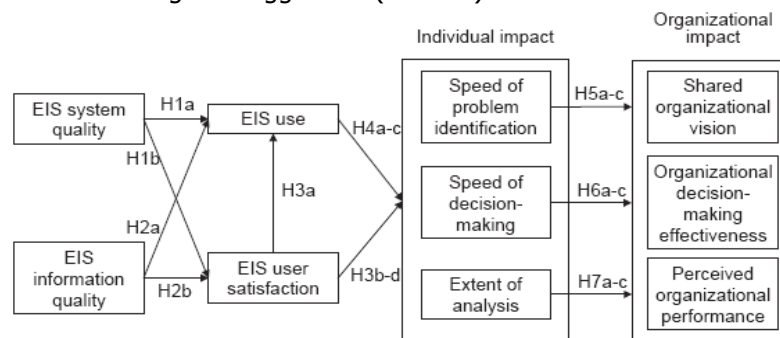 Individual impact
Organizational
impact
EIS system
quality
H1a
EIS use
H1b
H2a
H3a
H4a-c
EIS
information
quality
H2b
EIS user
satisfaction
H3b-d
Speed of
problem
identification
H5a-c
Shared
organizational
vision
Speed of
decision-
making
H6a-c
Organizational
decision-
making
effectiveness
Extent of
analysis
H7a-c
Perceived
organizational
performance